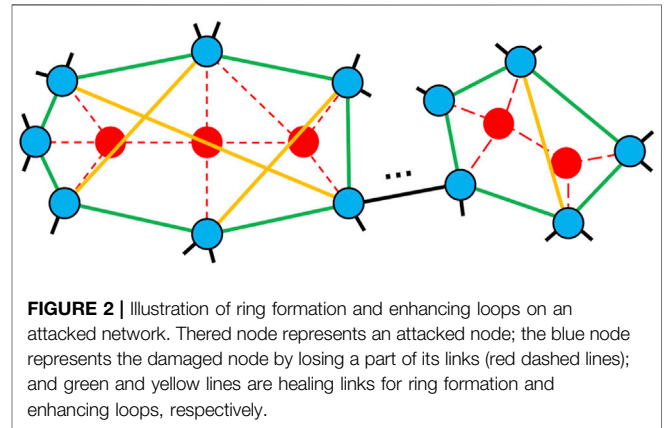 ...
FIGURE 2 | Illustration of ring formation and enhancing loops on an
attacked network. Thered node represents an attacked node; the blue node
represents the damaged node by losing a part of its links (red dashed lines);
and green and yellow lines are healing links for ring formation and
enhancing loops, respectively.